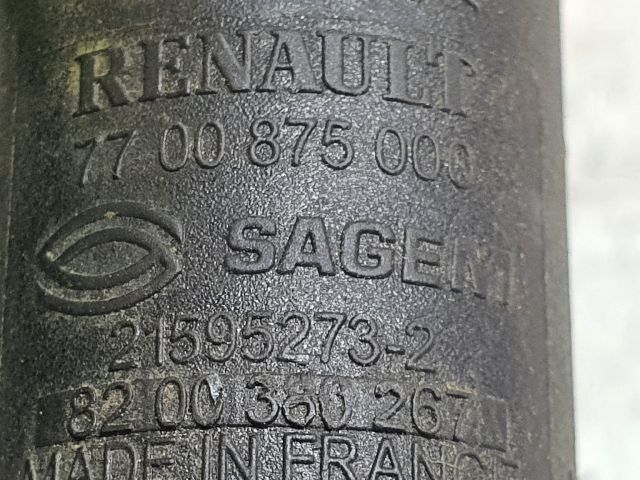 RENAULT
77 00 875 000
SAGEM
21595273-2
82 00 360 267
MADE IN FRANCE